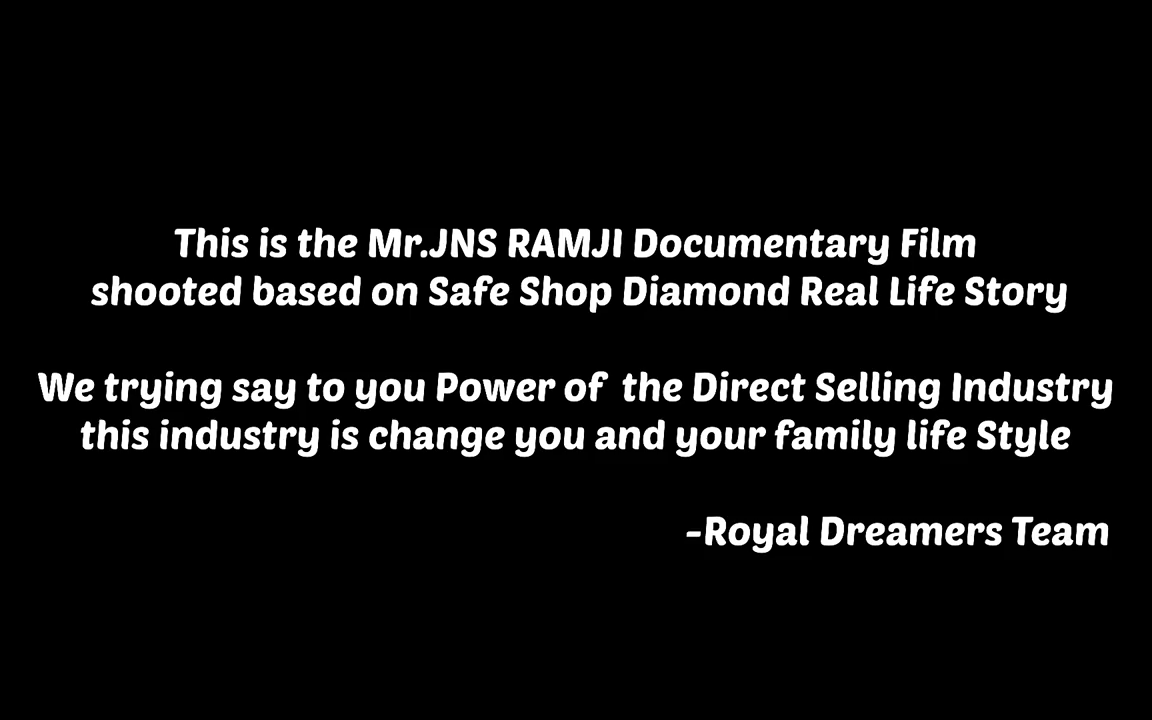 This is the Mr.JNS RAMJI Documentary Film
shooted based on Safe Shop Diamond Real Life Story
We trying say to you Power of the Direct Selling Industry
this industry is change you and your family life Style
-Royal Dreamers Team